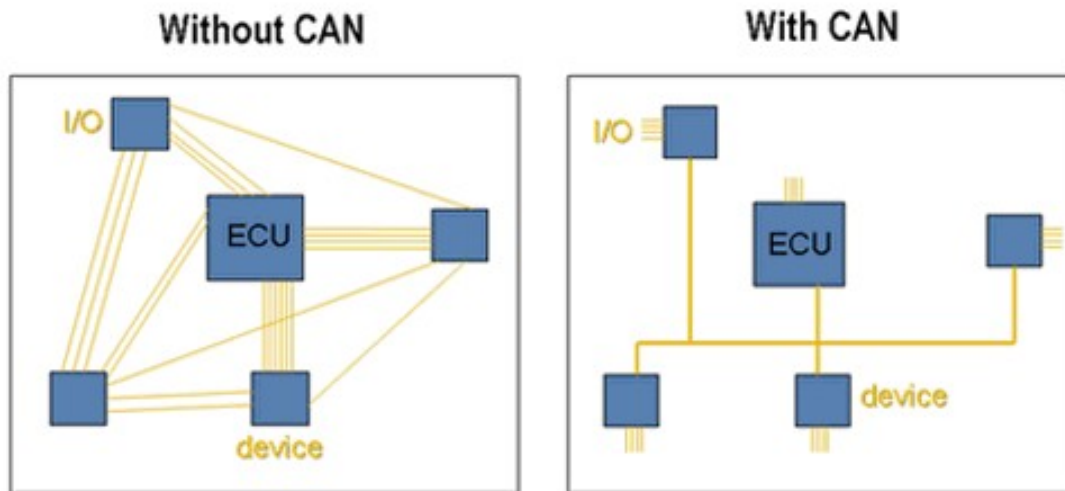 Without CAN
I/O
ECU
device
With CAN
I/O
ECU
device